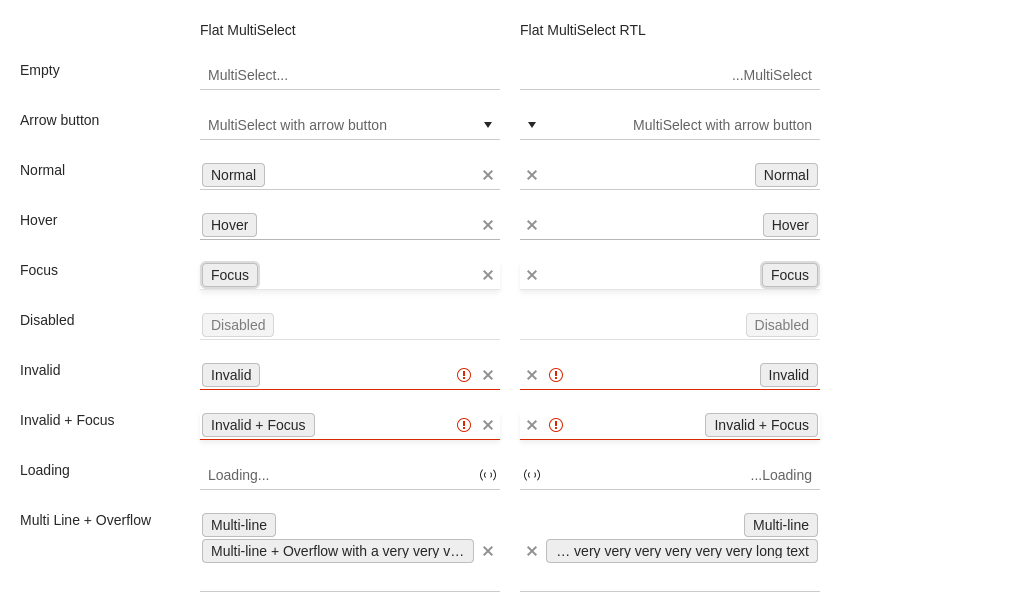 Flat MultiSelect Flat MultiSelect RTL
Empty MultiSelect... ...MultiSelect
Arrow button MultiSelect with arrow button MultiSelect with arrow button
Normal Normal Normal
Hover Hover Hover
Focus Focus Focus
Disabled Disabled Disabled
Invalid Invalid Invalid
Invalid + Focus Invalid + Focus Invalid + Focus
Loading Loading... ...Loading
Multi Line + Overflow Multi-line Multi-line
Multi-line + Overflow with a very very v... ... very very very very very very long text